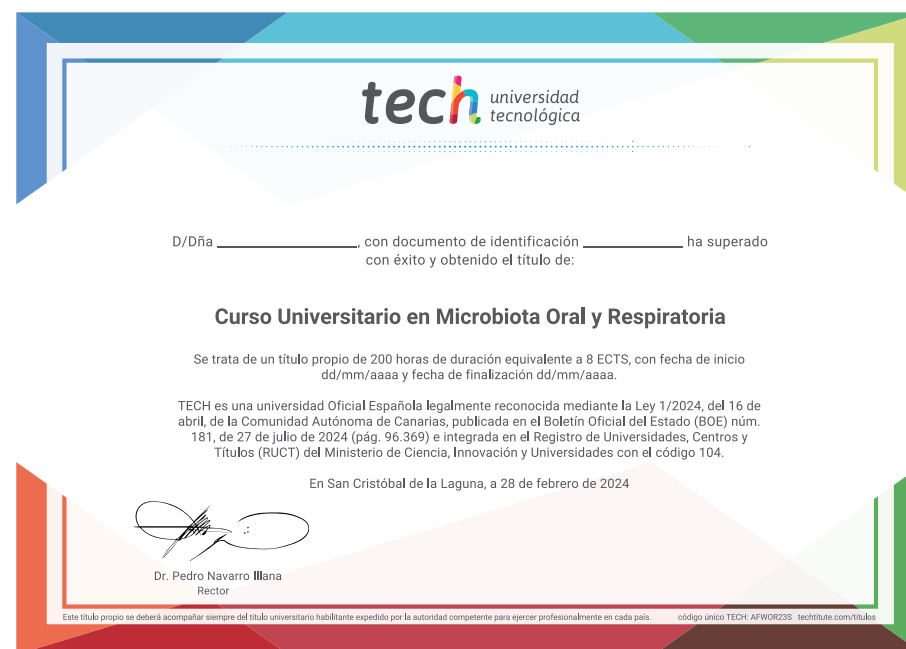 tech universidad
tecnológica
D/Dña ____________________, con documento de identificación ______________ ha superado
con éxito y obtenido el título de:
Curso Universitario en Microbiota Oral y Respiratoria
Se trata de un título propio de 200 horas de duración equivalente a 8 ECTS, con fecha de inicio
dd/mm/aaaa y fecha de finalización dd/mm/aaaa.
TECH es una universidad Oficial Española legalmente reconocida mediante la Ley 1/2024, del 16 de
abril, de la Comunidad Autónoma de Canarias, publicada en el Boletín Oficial del Estado (BOE) núm.
181, de 27 de julio de 2024 (pág. 96.369) e integrada en el Registro de Universidades, Centros y
Títulos (RUCT) del Ministerio de Ciencia, Innovación y Universidades con el código 104.
En San Cristóbal de la Laguna, a 28 de febrero de 2024
Dr. Pedro Navarro Illana
Rector
Este título propio se deberá acompañar siempre del título universitario habilitante expedido por la autoridad competente para ejercer profesionalmente en cada país. código único TECH: AFWOR23S techtitute.com/titulos